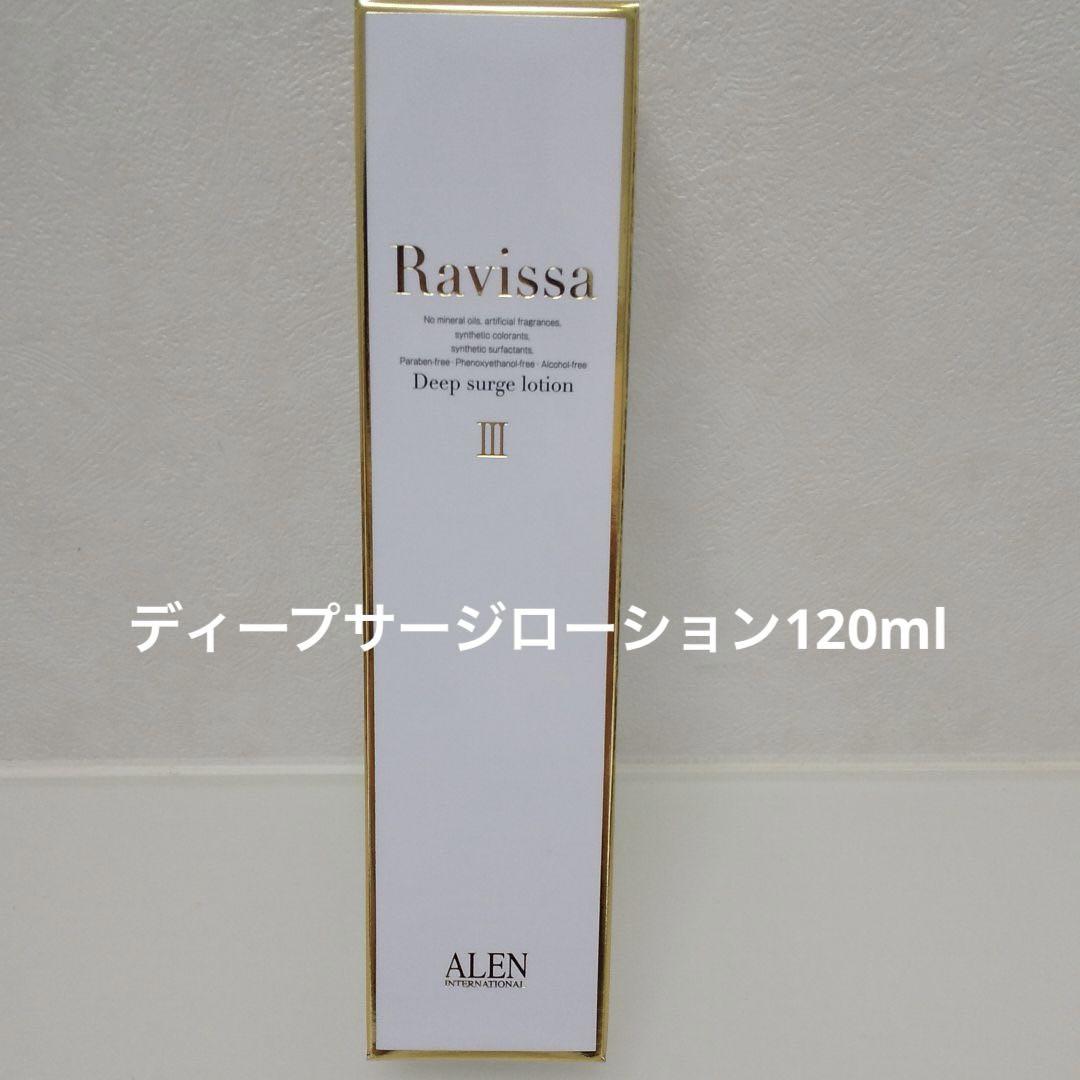 Ravissa
No mineral oils, artificial fragrances,
synthetic colorants,
synthetic surfactants,
Paraben-free · Phenoxyethanol-free · Alcohol-free
Deep surge lotion
III
ディープサージローション120ml
ALEN
INTERNATIONAL